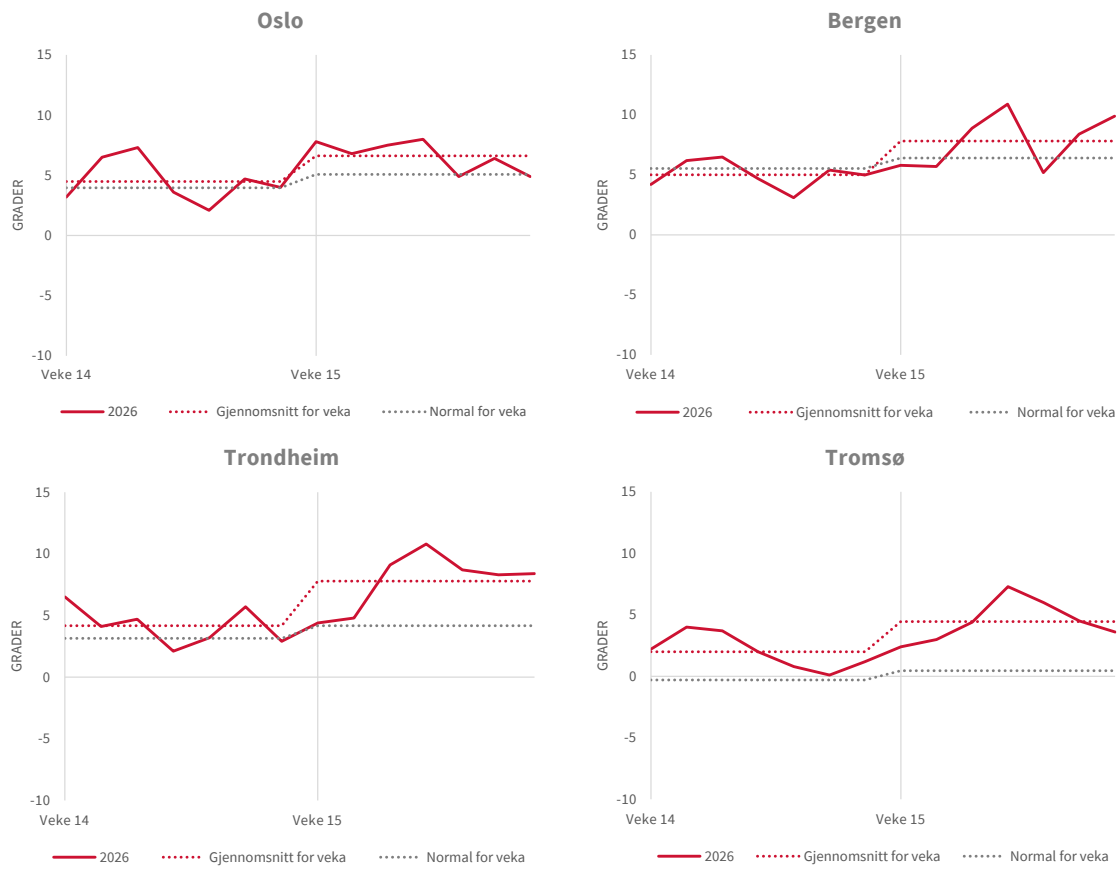 Oslo
15
10
5
0
-5
-10
GRADER
Veke 14
Veke 15
2026
Gjennomsnitt for veka
Normal for veka
Bergen
15
10
5
0
-5
-10
GRADER
Veke 14
Veke 15
2026
Gjennomsnitt for veka
Normal for veka
Trondheim
15
10
5
0
-5
-10
GRADER
Veke 14
Veke 15
2026
Gjennomsnitt for veka
Normal for veka
Tromsø
15
10
5
0
-5
-10
GRADER
Veke 14
Veke 15
2026
Gjennomsnitt for veka
Normal for veka